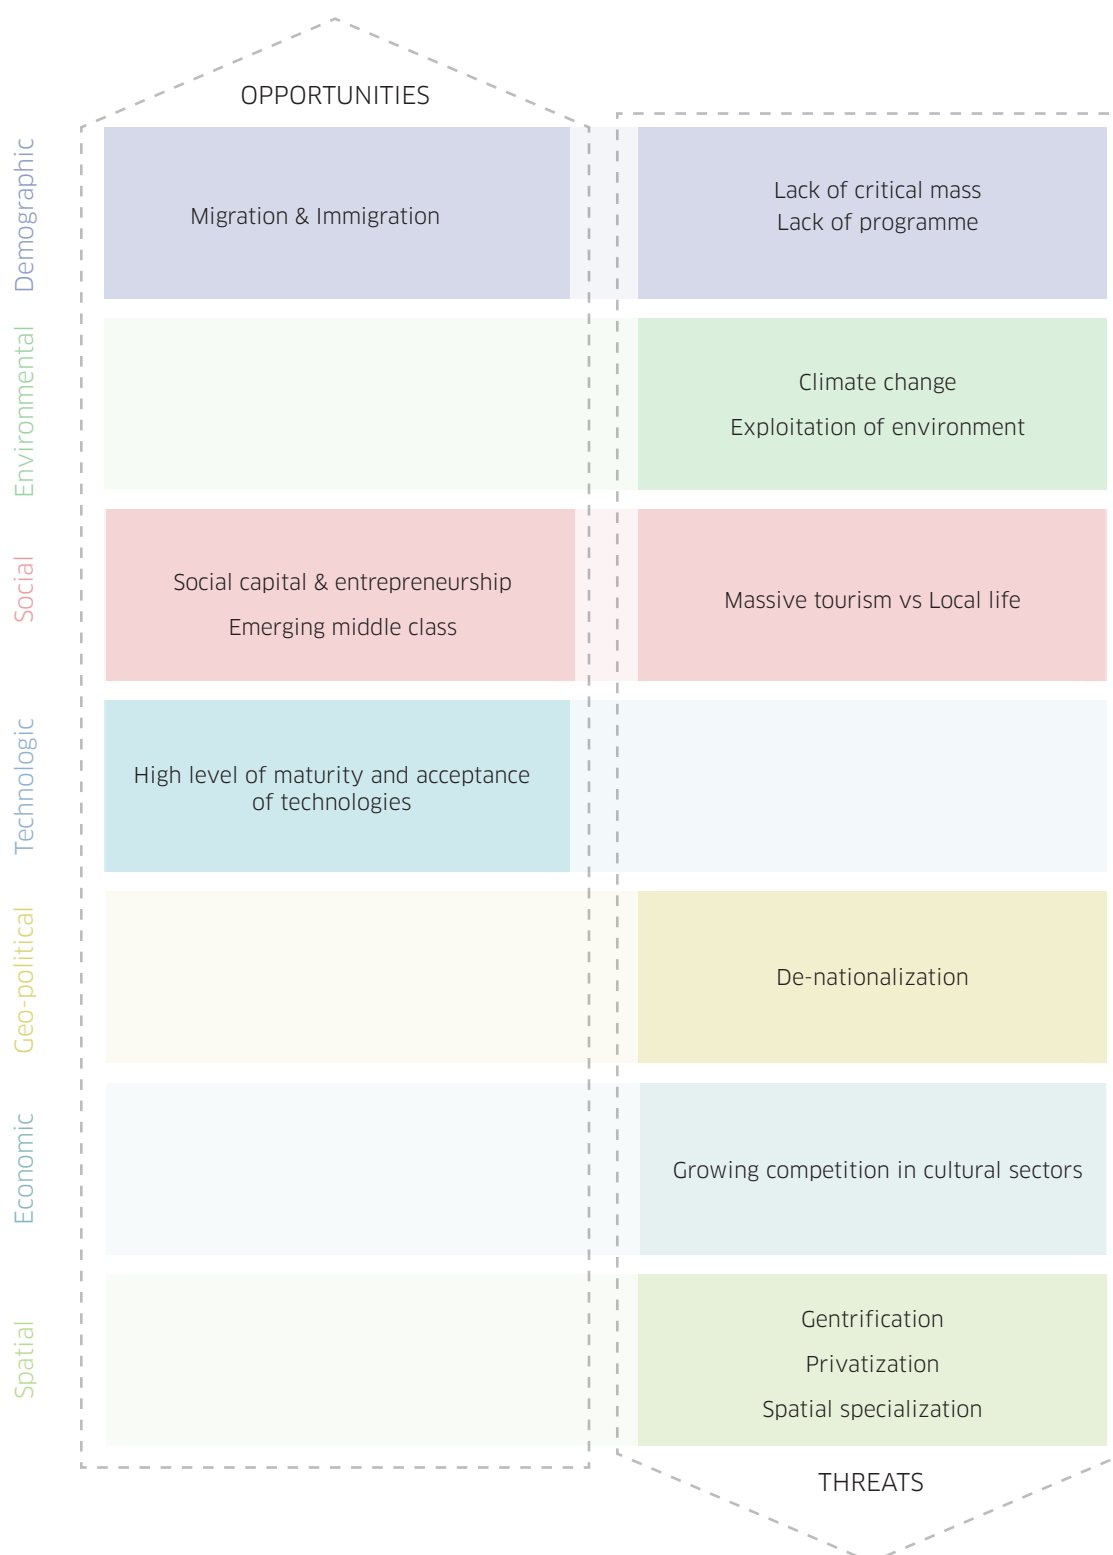 OPPORTUNITIES
Demographic
Migration & Immigration
Lack of critical mass
Lack of programme
Environmental
Climate change
Exploitation of environment
Social
Social capital & entrepreneurship
Emerging middle class
Massive tourism vs Local life
Technologic
High level of maturity and acceptance
of technologies
Geo-political
De-nationalization
Economic
Growing competition in cultural sectors
Spatial
Gentrification
Privatization
Spatial specialization
THREATS